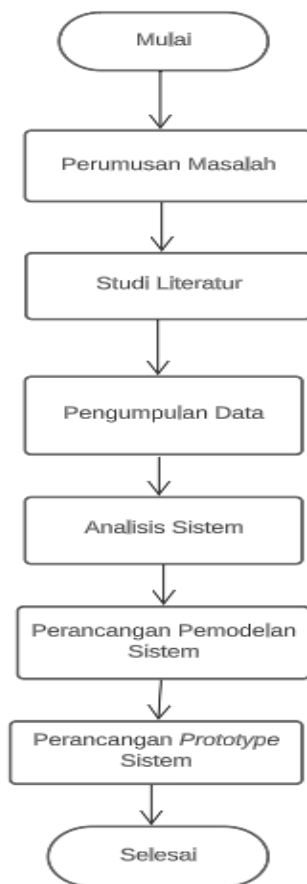 Mulai
Perumusan Masalah
Studi Literatur
Pengumpulan Data
Analisis Sistem
Perancangan Pemodelan
Sistem
Perancangan Prototype
Sistem
Selesai